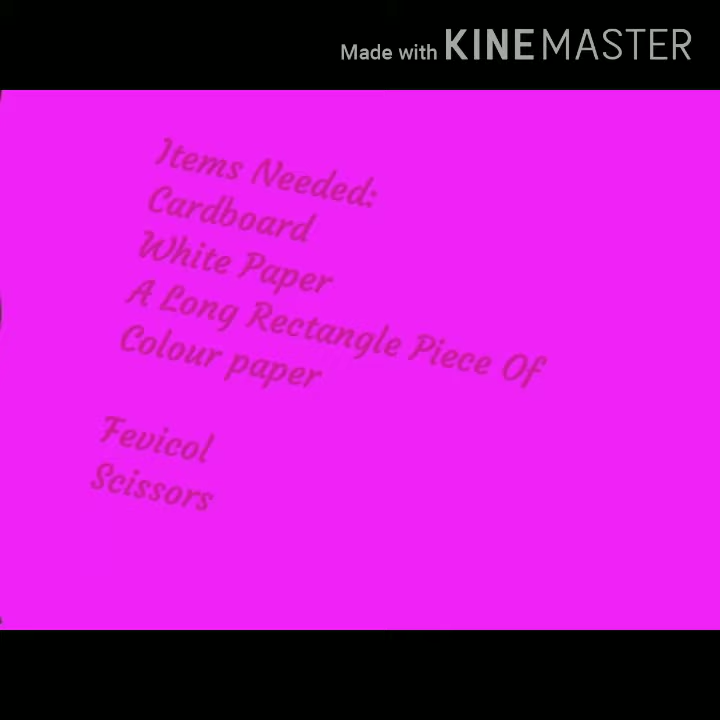 Made with KINEMASTER
Items Needed:
Cardboard
White Paper
A Long Rectangle Piece Of
Colour paper
Fevicol
Scissors